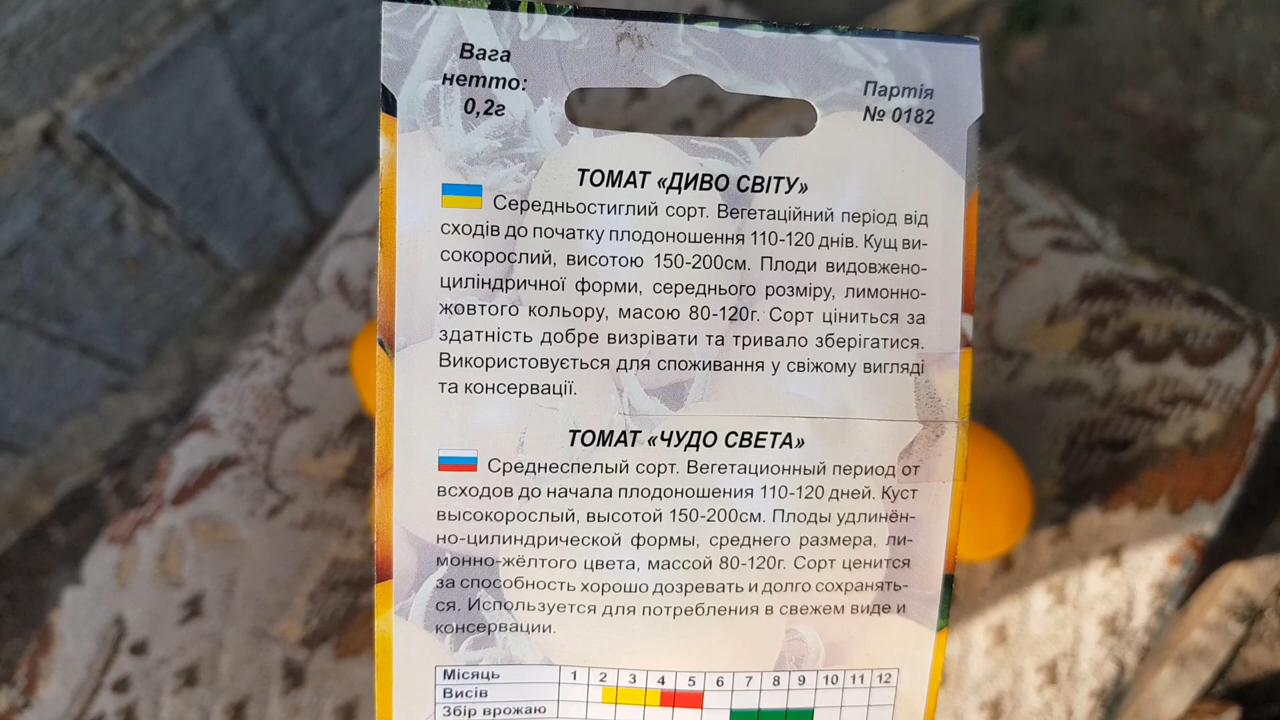 Вага
нетто:
0,2г
Партія
№ 0182
ТОМАТ «ДИВО СВІТУ»
Середньостиглий сорт. Вегетаційний період від
сходів до початку плодоношення 110-120 днів. Кущ ви-
сокорослий, висотою 150-200см. Плоди видовжено-
циліндричної форми, середнього розміру, лимонно-
жовтого кольору, масою 80-120г. Сорт ціниться за
здатність добре визрівати та тривало зберігатися.
Використовується для споживання у свіжому вигляді
та консервації.
ТОМАТ «ЧУДО СВЕТА»
Среднеспелый сорт. Вегетационный период от
всходов до начала плодоношения 110-120 дней. Куст
высокорослый, высотой 150-200см. Плоды удлинён-
но-цилиндрической формы, среднего размера, ли-
монно-жёлтого цвета, массой 80-120г. Сорт ценится
за способность хорошо дозревать и долго сохранять-
ся. Используется для потребления в свежем виде и
консервации.
Місяць 1 2 3 4 5 6 7 8 9 10 11 12
Висів
Збір врожаю